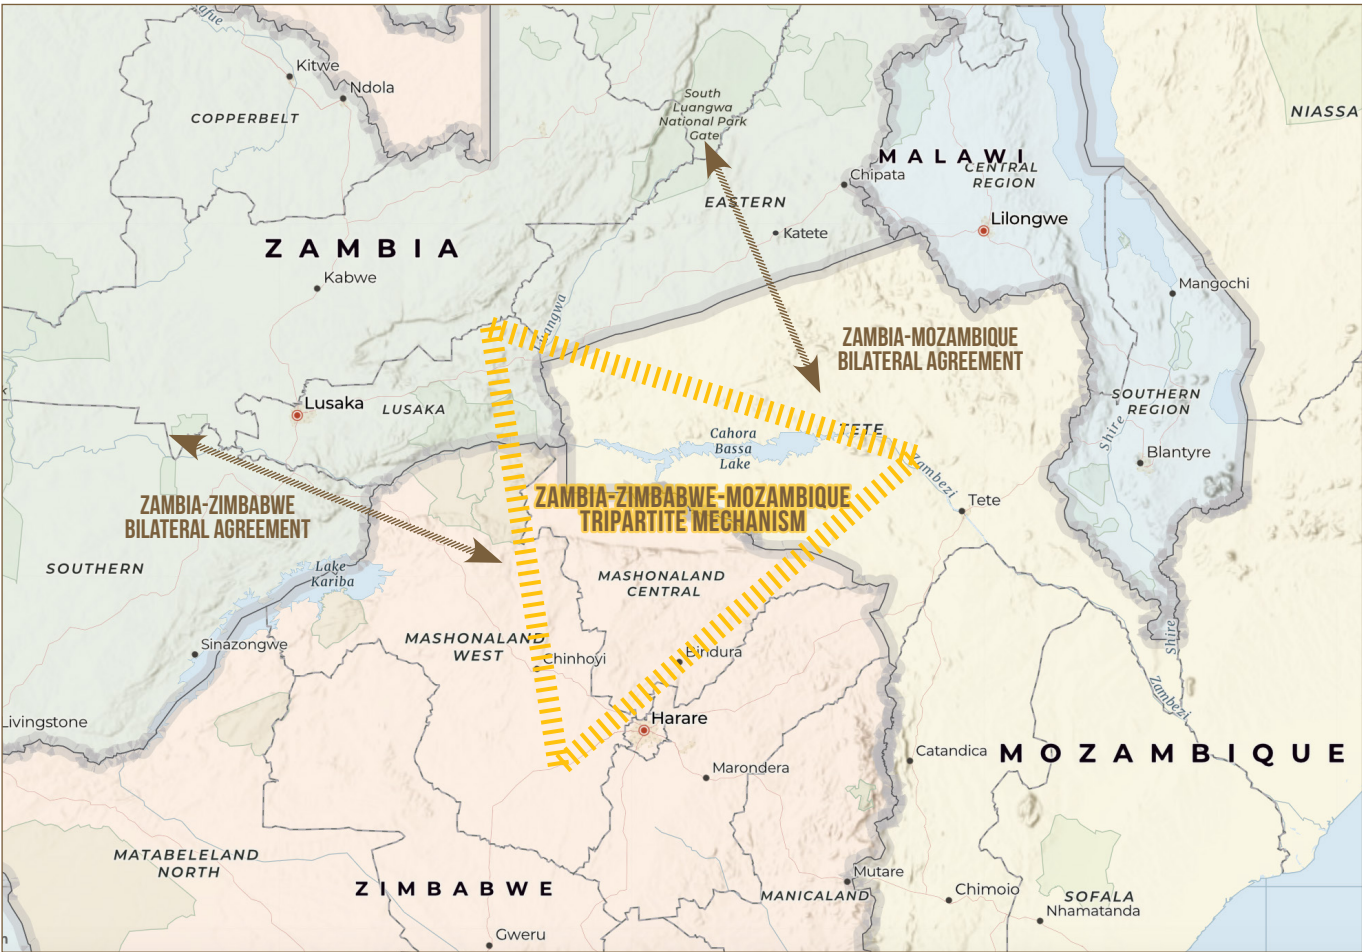 Kitwe
Ndola
COPPERBELT
South
Luangwa
National Park
Gate
NIASSA
MALAWI
CENTRAL
REGION
Chipata
EASTERN
Lilongwe
Katete
ZAMBIA
Kabwe
Mangochi
ZAMBIA-MOZAMBIQUE
BILATERAL AGREEMENT
Lusaka
LUSAKA
SOUTHERN
REGION
Shire
TETE
Cahora
Bassa
Lake
Blantyre
Zambezi
ZAMBIA-ZIMBABWE
BILATERAL AGREEMENT
ZAMBIA-ZIMBABWE-MOZAMBIQUE
TRIPARTITE MECHANISM
Tete
SOUTHERN
Lake
Kariba
MASHONALAND
CENTRAL
Sinazongwe
MASHONALAND
WEST
Chinhoyi
Bindura
Shire
Zambezi
Livingstone
Harare
Catandica
MOZAMBIQUE
Marondera
MATABELELAND
NORTH
ZIMBABWE
MANICALAND
Mutare
Chimoio
SOFALA
Nhamatanda
Gweru